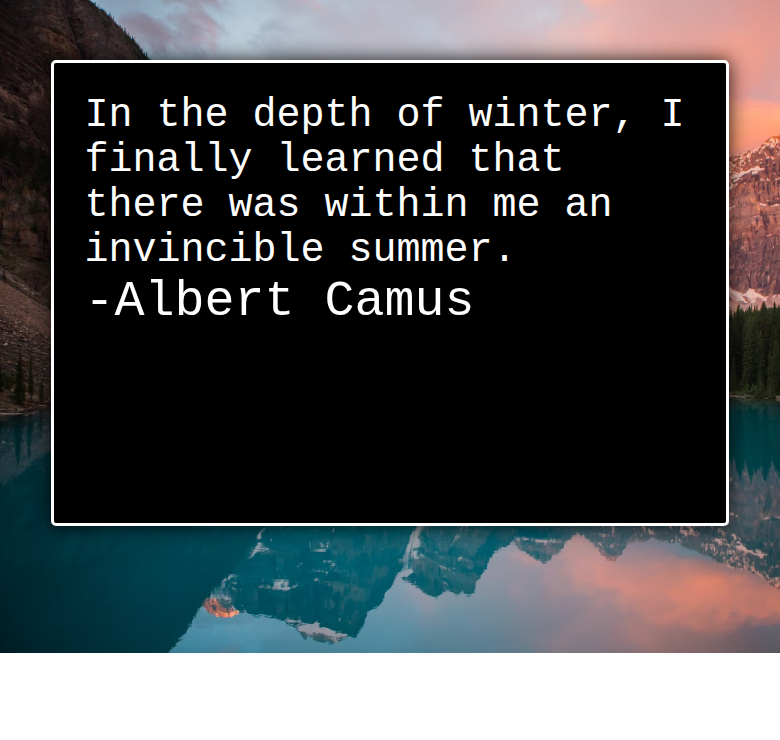 In the depth of winter, I
finally learned that
there was within me an
invincible summer.
-Albert Camus